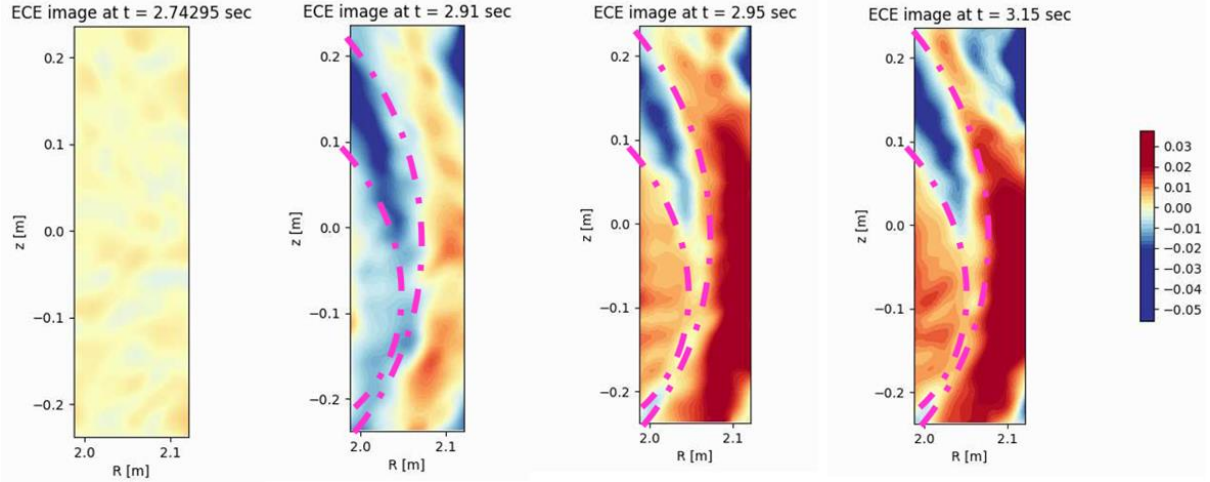 ECE image at t = 2.74295 sec
0.2
0.1
0.0
−0.1
−0.2
z [m]
2.0 2.1
R [m]
ECE image at t = 2.91 sec
0.2
0.1
0.0
−0.1
−0.2
z [m]
2.0 2.1
R [m]
ECE image at t = 2.95 sec
0.2
0.1
0.0
−0.1
−0.2
z [m]
2.0 2.1
R [m]
ECE image at t = 3.15 sec
0.2
0.1
0.0
−0.1
−0.2
z [m]
2.0 2.1
R [m]
0.03
0.02
0.01
0.00
−0.01
−0.02
−0.03
−0.04
−0.05